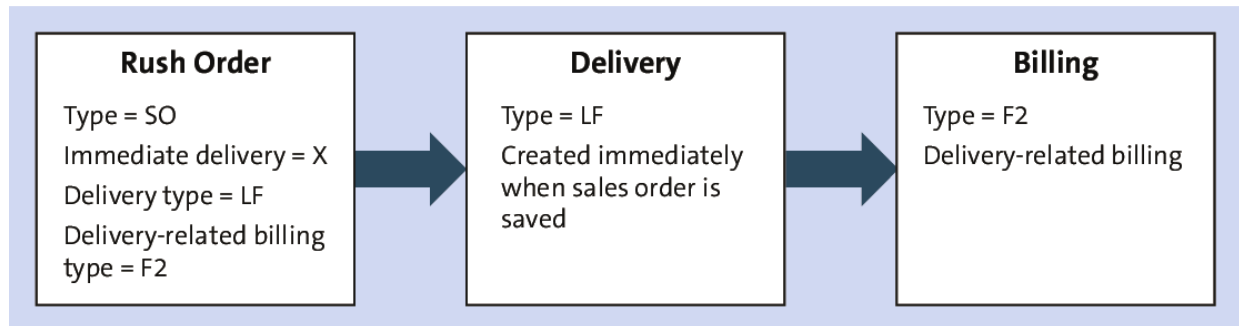 Rush Order
Type = SO
Immediate delivery = X
Delivery type = LF
Delivery-related billing
type = F2
Delivery
Type = LF
Created immediately
when sales order is
saved
Billing
Type = F2
Delivery-related billing